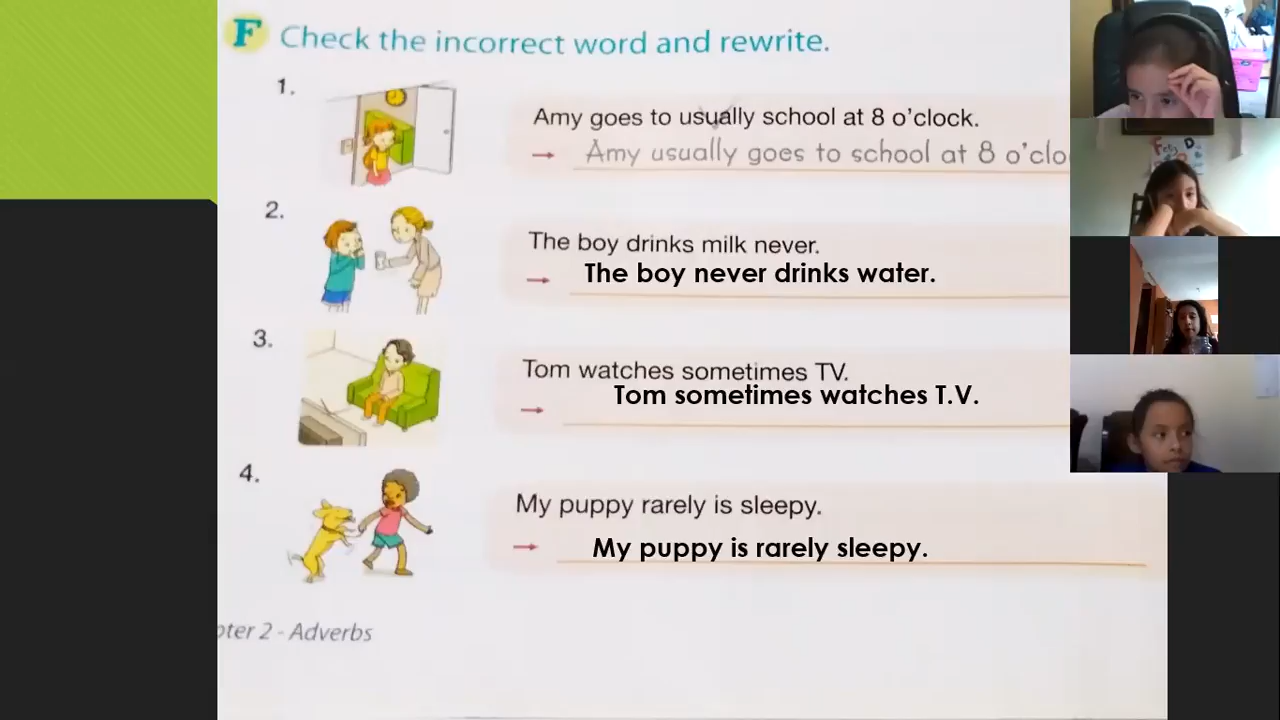 F Check the incorrect word and rewrite.
1.
Amy goes to usually school at 8 o'clock.
→ Amy usually goes to school at 8 o'clo
2.
The boy drinks milk never.
→ The boy never drinks water.
3.
Tom watches sometimes TV.
→ Tom sometimes watches T.V.
4.
My puppy rarely is sleepy.
→ My puppy is rarely sleepy.
oter 2 - Adverbs